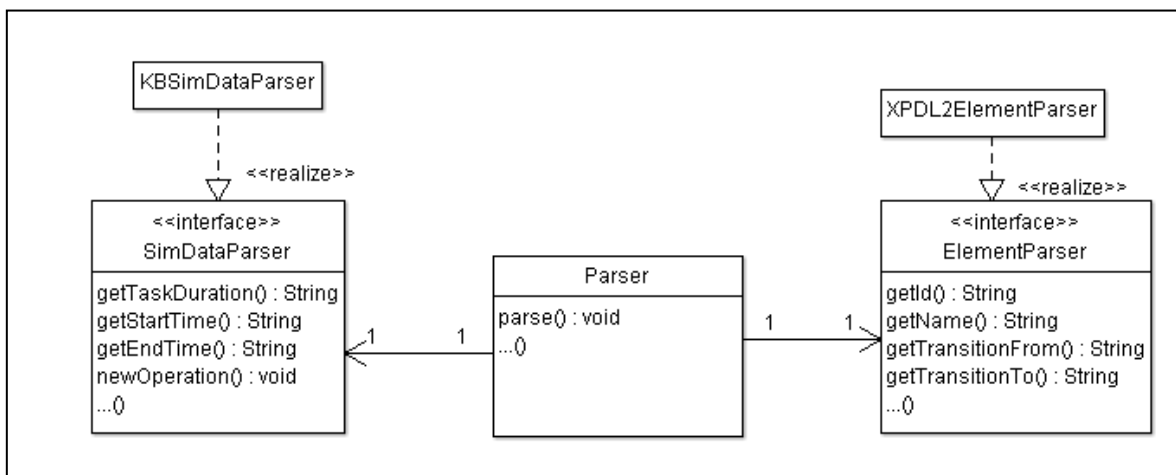 KBSimDataParser
<<realize>>
<<interface>>
SimDataParser
getTaskDuration() : String
getStartTime() : String
getEndTime() : String
newOperation() : void
...()
1
1
Parser
parse() : void
...()
1
1
XPDL2ElementParser
<<realize>>
<<interface>>
ElementParser
getId() : String
getName() : String
getTransitionFrom() : String
getTransitionTo() : String
...()